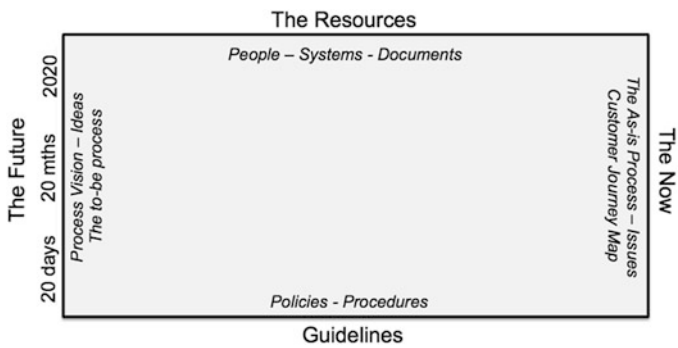 The Resources
People – Systems - Documents
The Future
2020
20 mths
20 days
Process Vision – Ideas
The to-be process
The As-is Process – Issues
Customer Journey Map
The Now
Policies - Procedures
Guidelines